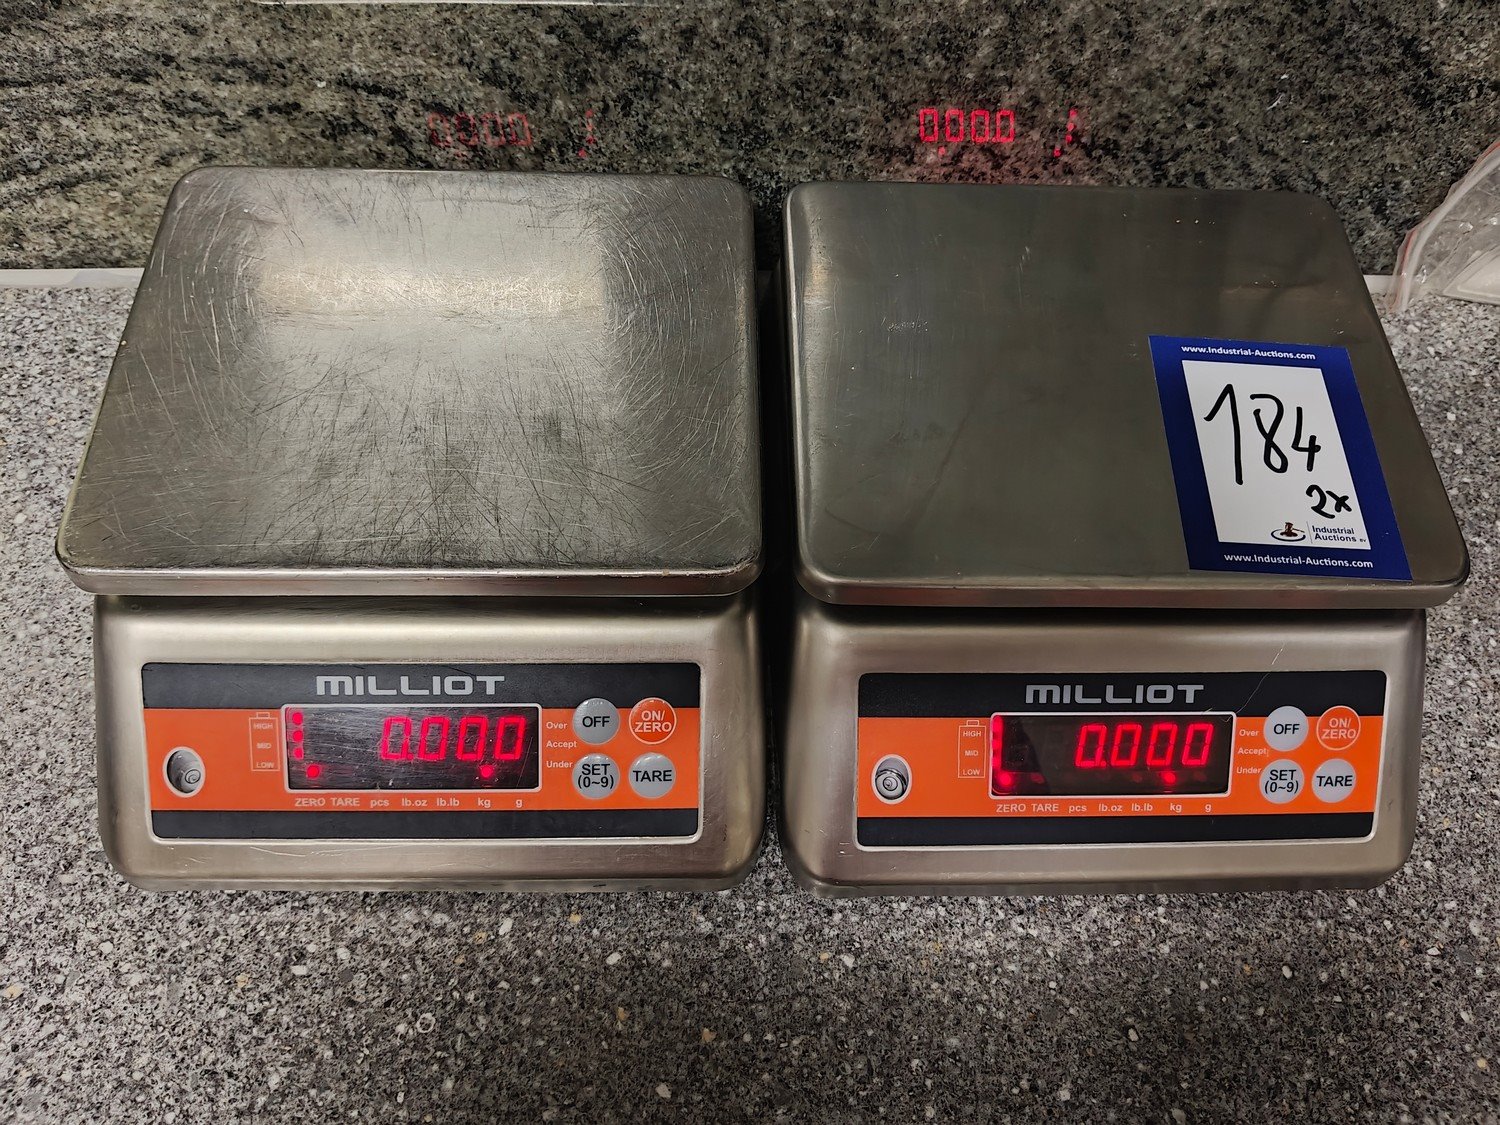 0.000
0.000
www.Industrial-Auctions.com
184
2x
Industrial
Auctions BV
www.Industrial-Auctions.com
MILLIOT
HIGH
MID
LOW
0.000
Over
Accept
Under
OFF
ON/
ZERO
SET
(0~9)
TARE
ZERO TARE pcs lb.oz lb.lb kg g
MILLIOT
HIGH
MID
LOW
0.000
Over
Accept
Under
OFF
ON/
ZERO
SET
(0~9)
TARE
ZERO TARE pcs lb.oz lb.lb kg g